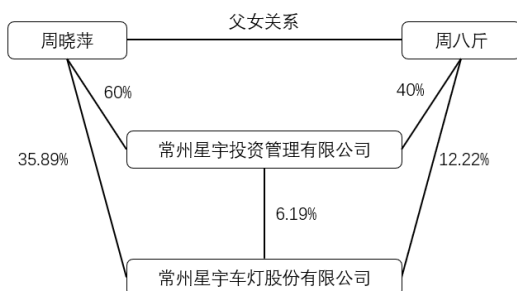 父女关系
周晓萍
周八斤
60%
40%
常州星宇投资管理有限公司
35.89%
12.22%
6.19%
常州星宇车灯股份有限公司